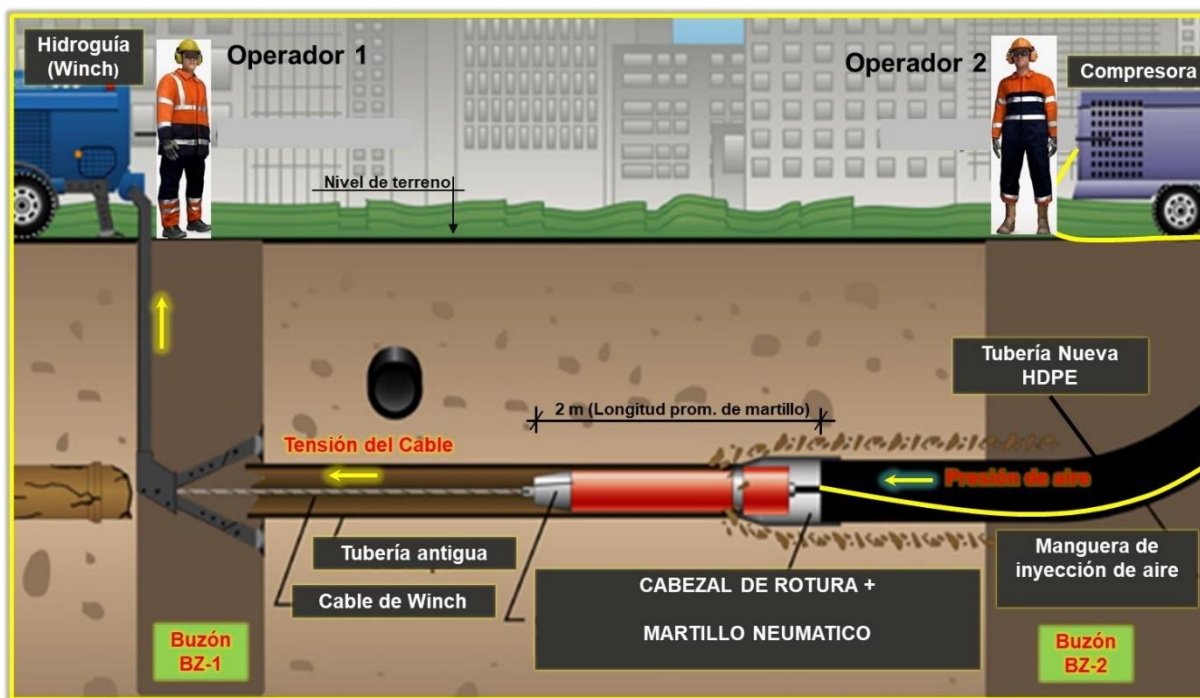 Hidroguía
(Winch)
Operador 1
Operador 2
Compresora
Nivel de terreno
Tubería Nueva
HDPE
2 m (Longitud prom. de martillo)
Tensión del Cable
Presión de aire
Tubería antigua
Cable de Winch
CABEZAL DE ROTURA +
MARTILLO NEUMATICO
Manguera de
inyección de aire
Buzón
BZ-1
Buzón
BZ-2